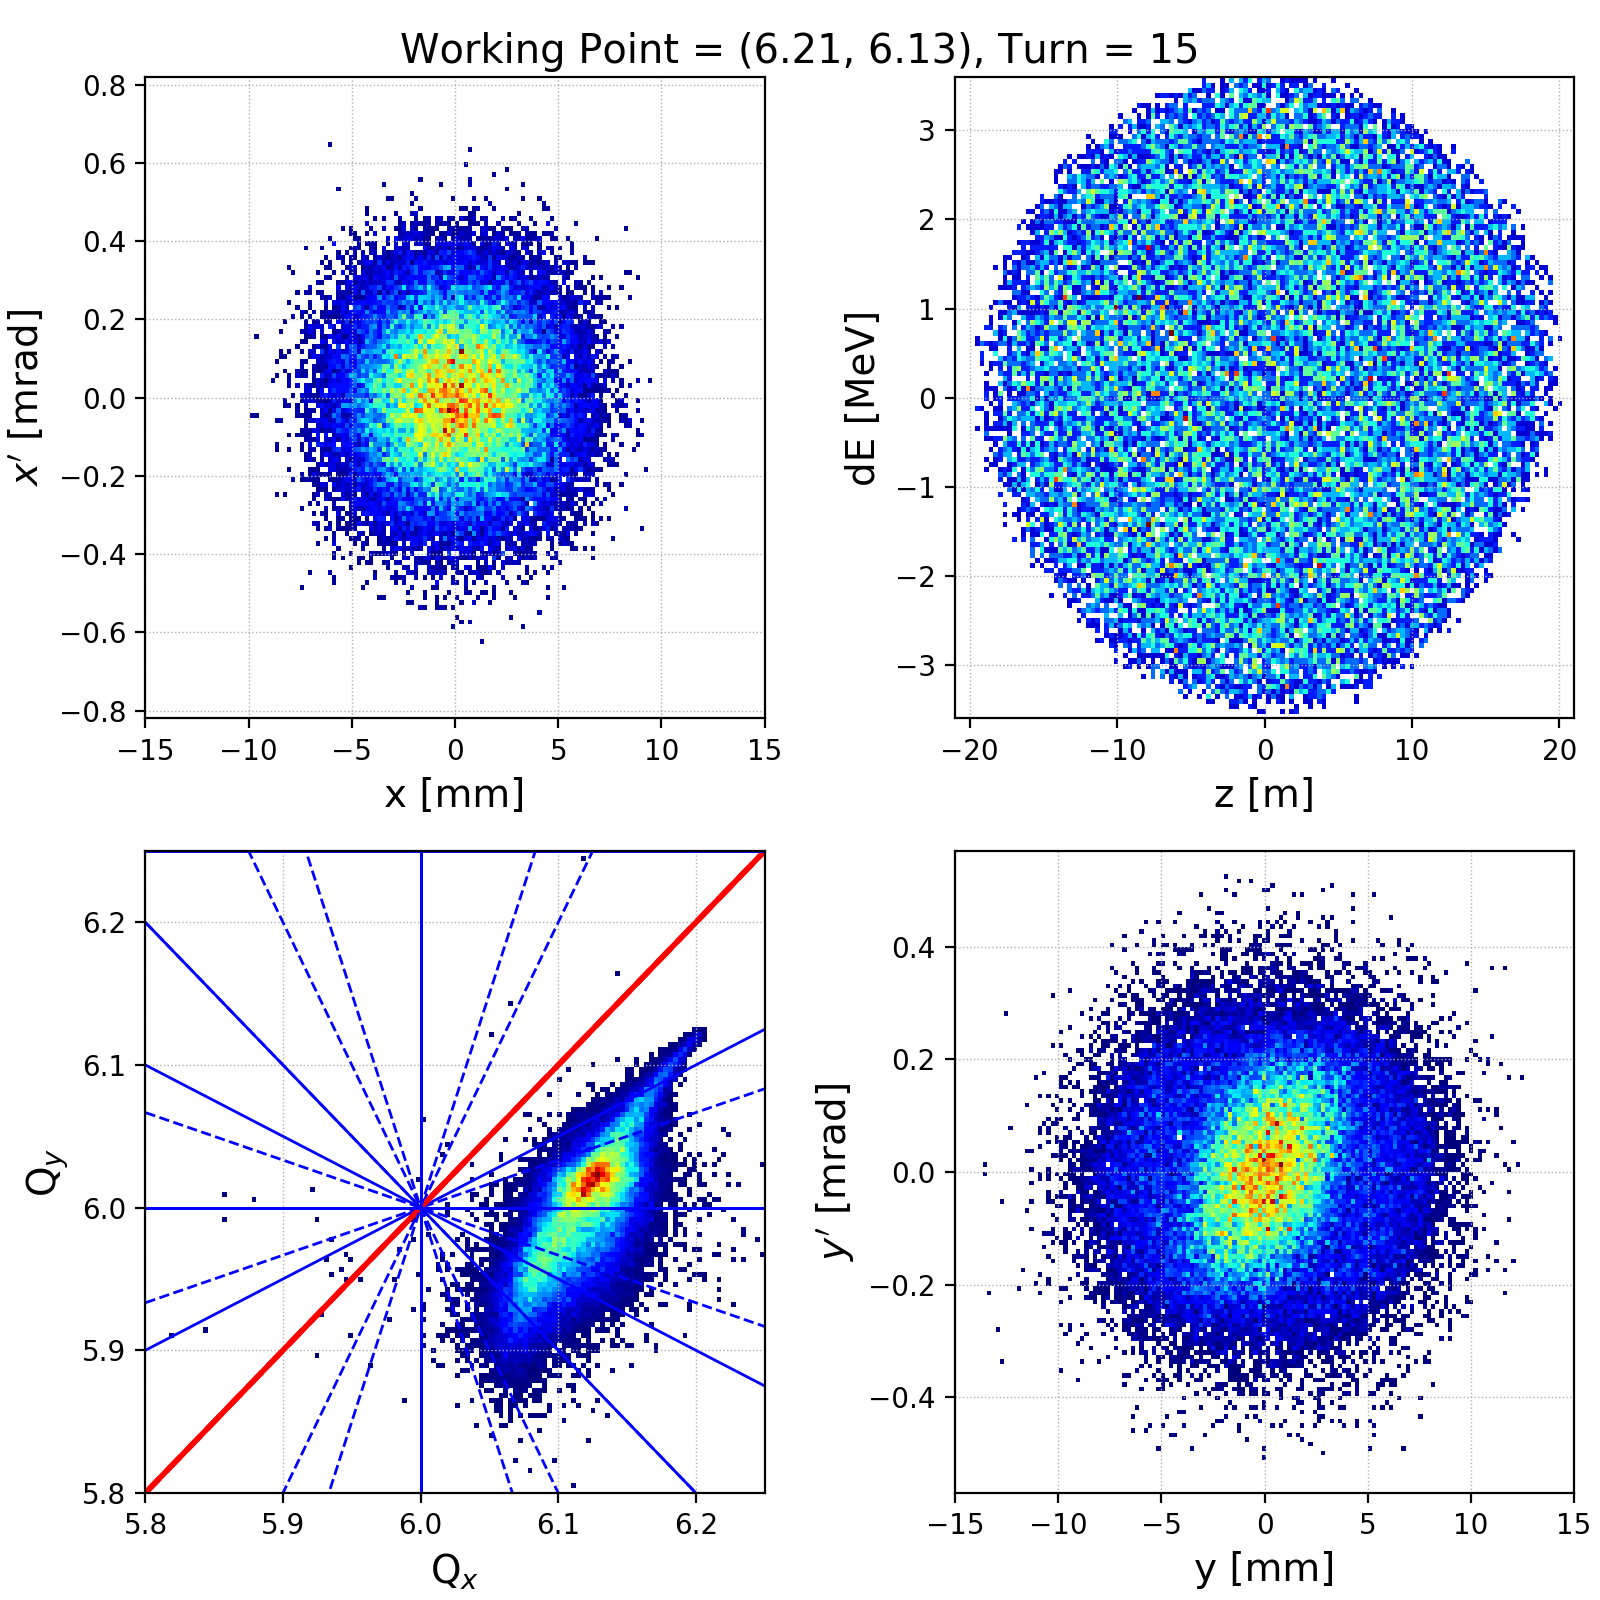 Working Point = (6.21, 6.13), Turn = 15
0.8
0.6
0.4
0.2
0.0
−0.2
−0.4
−0.6
−0.8
x′ [mrad]
−15 −10 −5 0 5 10 15
x [mm]
3
2
1
0
−1
−2
−3
dE [MeV]
−20 −10 0 10 20
z [m]
6.2
6.1
6.0
5.9
5.8
Qy
5.8 5.9 6.0 6.1 6.2
Qx
0.4
0.2
0.0
−0.2
−0.4
y′ [mrad]
−15 −10 −5 0 5 10 15
y [mm]